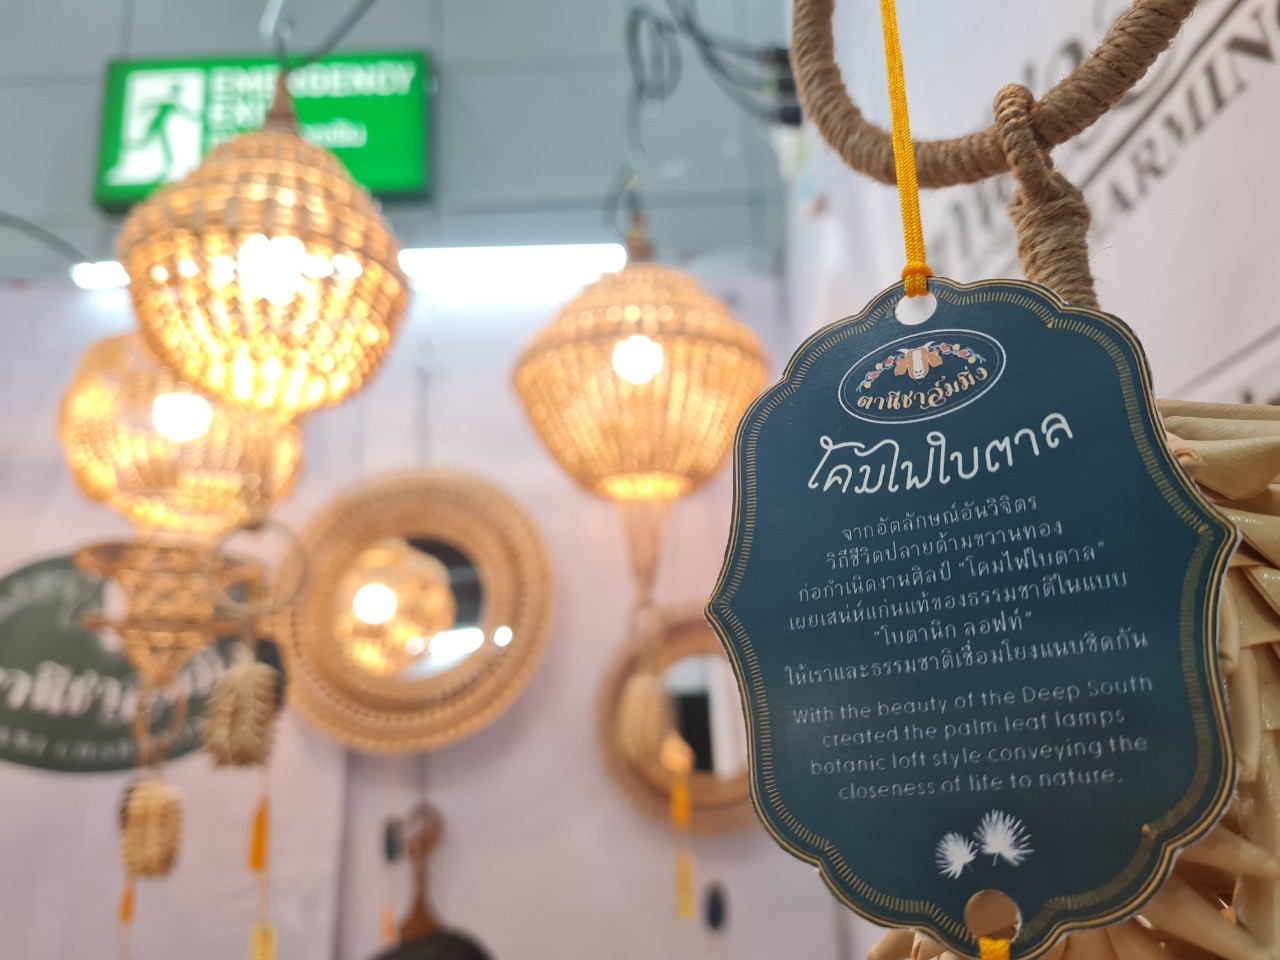 EMERGENCY
EXIT
ARMING
ตานีชาร์มมิ่ง
โคมไฟใบตาล
จากอัตลักษณ์อันวิจิตร
วิถีชีวิตปลายด้ามขวานทอง
ก่อกำเนิดงานศิลป์ "โคมไฟใบตาล"
เผยเสน่ห์แก่นแท้ของธรรมชาติในแบบ
"โบตานิก ลอฟท์"
ให้เราและธรรมชาติเชื่อมโยงแนบชิดกัน
With the beauty of the Deep South
created the palm leaf lamps
botanic loft style conveying the
closeness of life to nature.